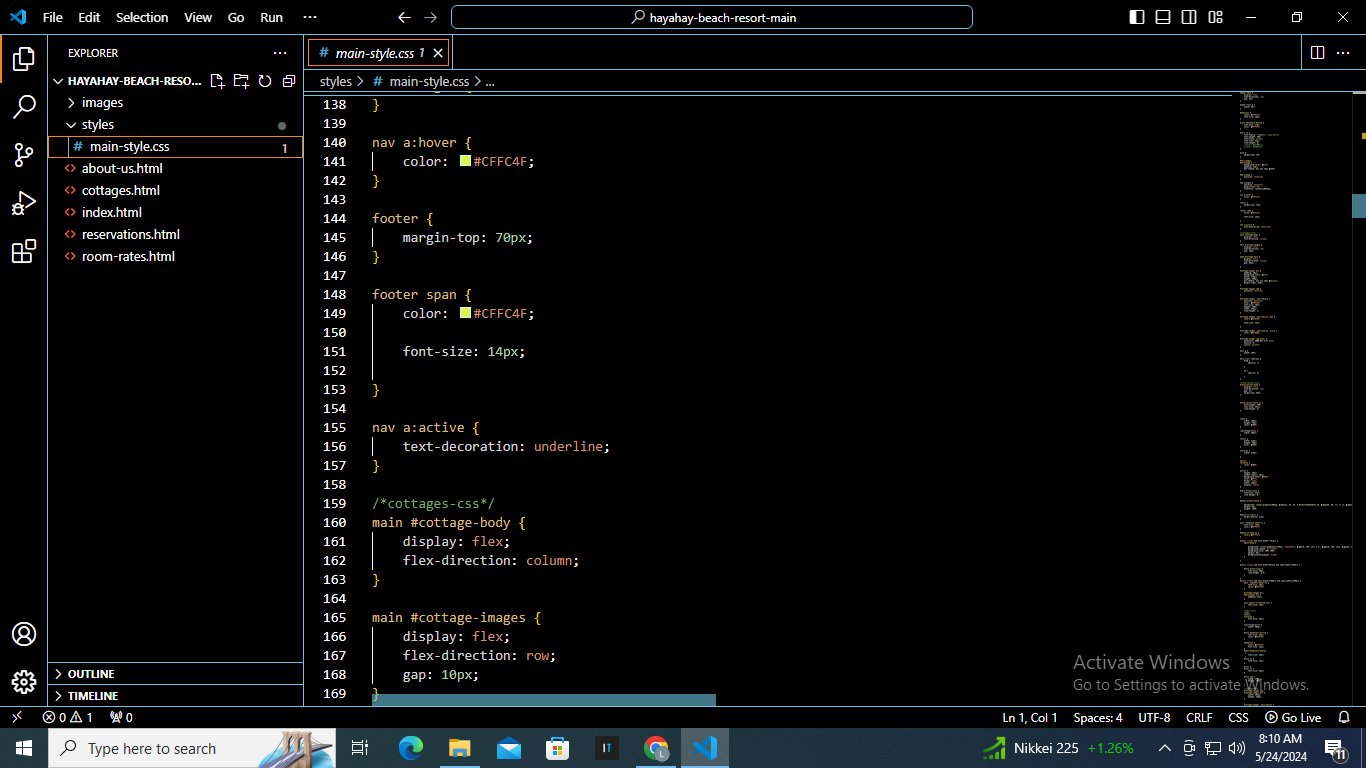 File Edit Selection View Go Run ···
hayahay-beach-resort-main
EXPLORER
HAYAHAY-BEACH-RESO...
images
styles
# main-style.css 1
about-us.html
cottages.html
index.html
reservations.html
room-rates.html
OUTLINE
TIMELINE
# main-style.css 1
styles > # main-style.css > ...
138 }
139
140 nav a:hover {
141 color: #CFFC4F;
142 }
143
144 footer {
145 margin-top: 70px;
146 }
147
148 footer span {
149 color: #CFFC4F;
150
151 font-size: 14px;
152
153 }
154
155 nav a:active {
156 text-decoration: underline;
157 }
158
159 /*cottages-css*/
160 main #cottage-body {
161 display: flex;
162 flex-direction: column;
163 }
164
165 main #cottage-images {
166 display: flex;
167 flex-direction: row;
168 gap: 10px;
169 }
Activate Windows
Go to Settings to activate Windows.
0 1 0
Ln 1, Col 1 Spaces: 4 UTF-8 CRLF CSS Go Live
Type here to search
IT
L
Nikkei 225 +1.26%
8:10 AM
5/24/2024
11